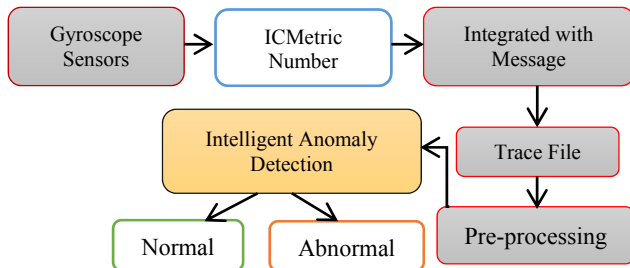 Gyroscope
Sensors
ICMetric
Number
Integrated with
Message
Trace File
Pre-processing
Intelligent Anomaly
Detection
Normal
Abnormal